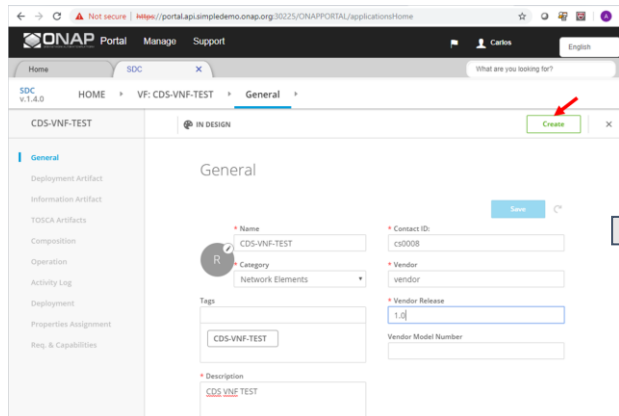 Not secure | https://portal.api.simpledemo.onap.org:30225/ONAPPORTAL/applicationsHome
A
ONAP Portal Manage Support Carlos English
Home SDC X What are you looking for?
SDC
v.1.4.0
HOME VF: CDS-VNF-TEST General
CDS-VNF-TEST IN DESIGN Create
General
Deployment Artifact
Information Artifact
TOSCA Artifacts
Composition
Operation
Activity Log
Deployment
Properties Assignment
Req. & Capabilities
General
Save
R
* Name
CDS-VNF-TEST
* Category
Network Elements
Tags
CDS-VNF-TEST
* Description
CDS VNF TEST
* Contact ID:
cs0008
* Vendor
vendor
* Vendor Release
1.0
Vendor Model Number